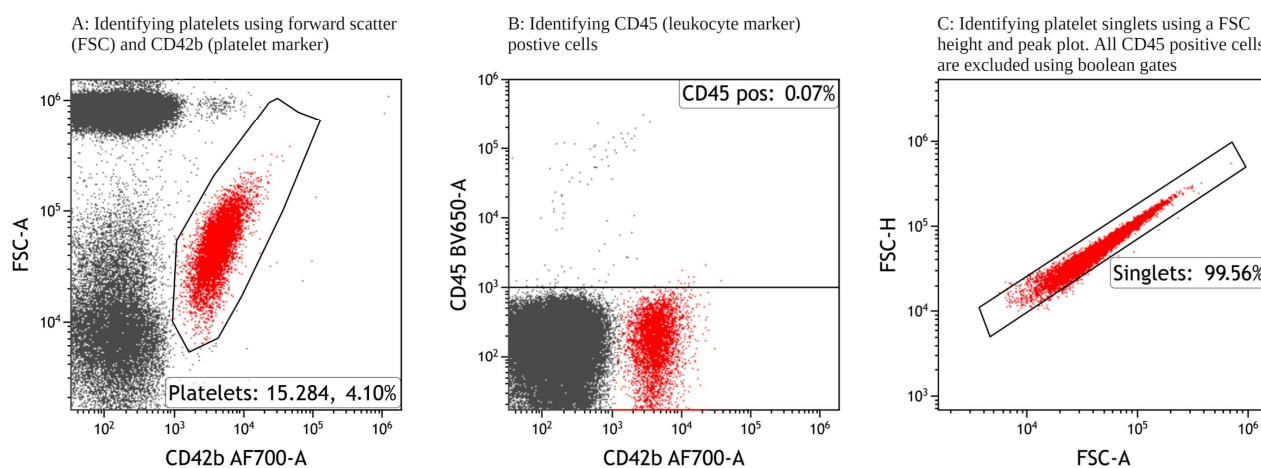 A: Identifying platelets using forward scatter
(FSC) and CD42b (platelet marker)
10⁶
10⁵
10⁴
FSC-A
Platelets: 15.284, 4.10%
10² 10³ 10⁴ 10⁵ 10⁶
CD42b AF700-A
B: Identifying CD45 (leukocyte marker)
postive cells
10⁶
CD45 pos: 0.07%
10⁵
10⁴
10³
10²
CD45 BV650-A
10² 10³ 10⁴ 10⁵ 10⁶
CD42b AF700-A
C: Identifying platelet singlets using a FSC
height and peak plot. All CD45 positive cells
are excluded using boolean gates
10⁶
10⁵
10⁴
10³
FSC-H
Singlets: 99.56%
10⁴ 10⁵ 10⁶
FSC-A